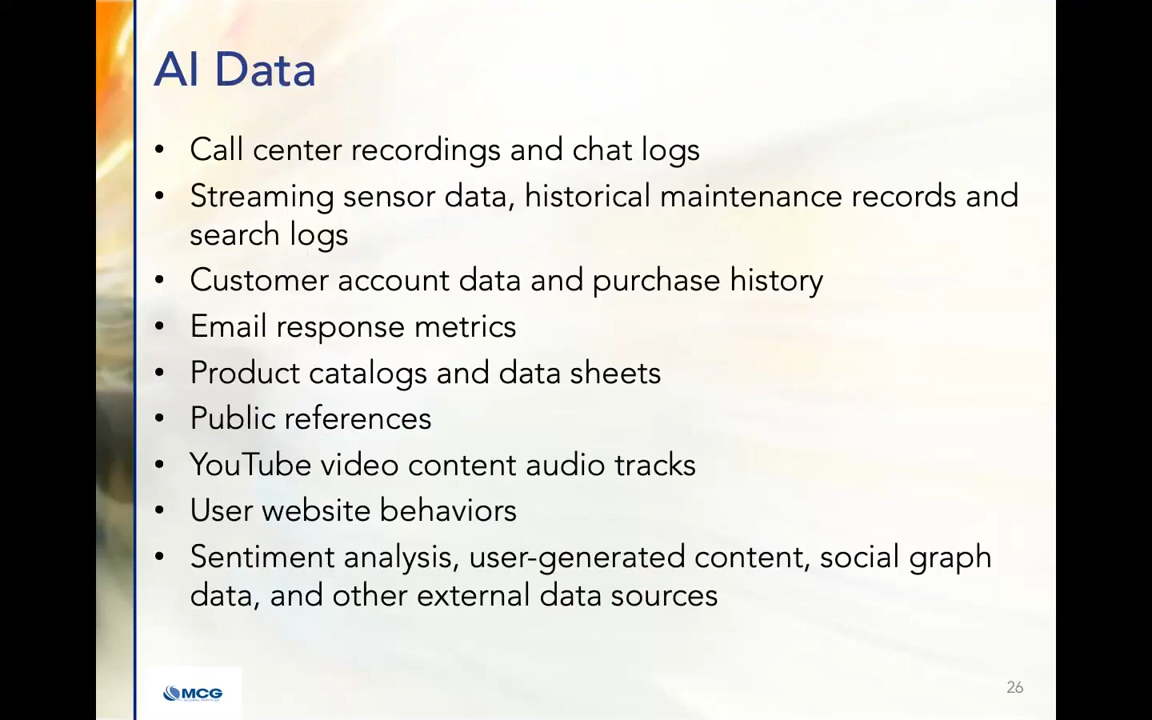 AI Data
• Call center recordings and chat logs
• Streaming sensor data, historical maintenance records and
search logs
• Customer account data and purchase history
• Email response metrics
• Product catalogs and data sheets
• Public references
• YouTube video content audio tracks
• User website behaviors
• Sentiment analysis, user-generated content, social graph
data, and other external data sources
MCG
26